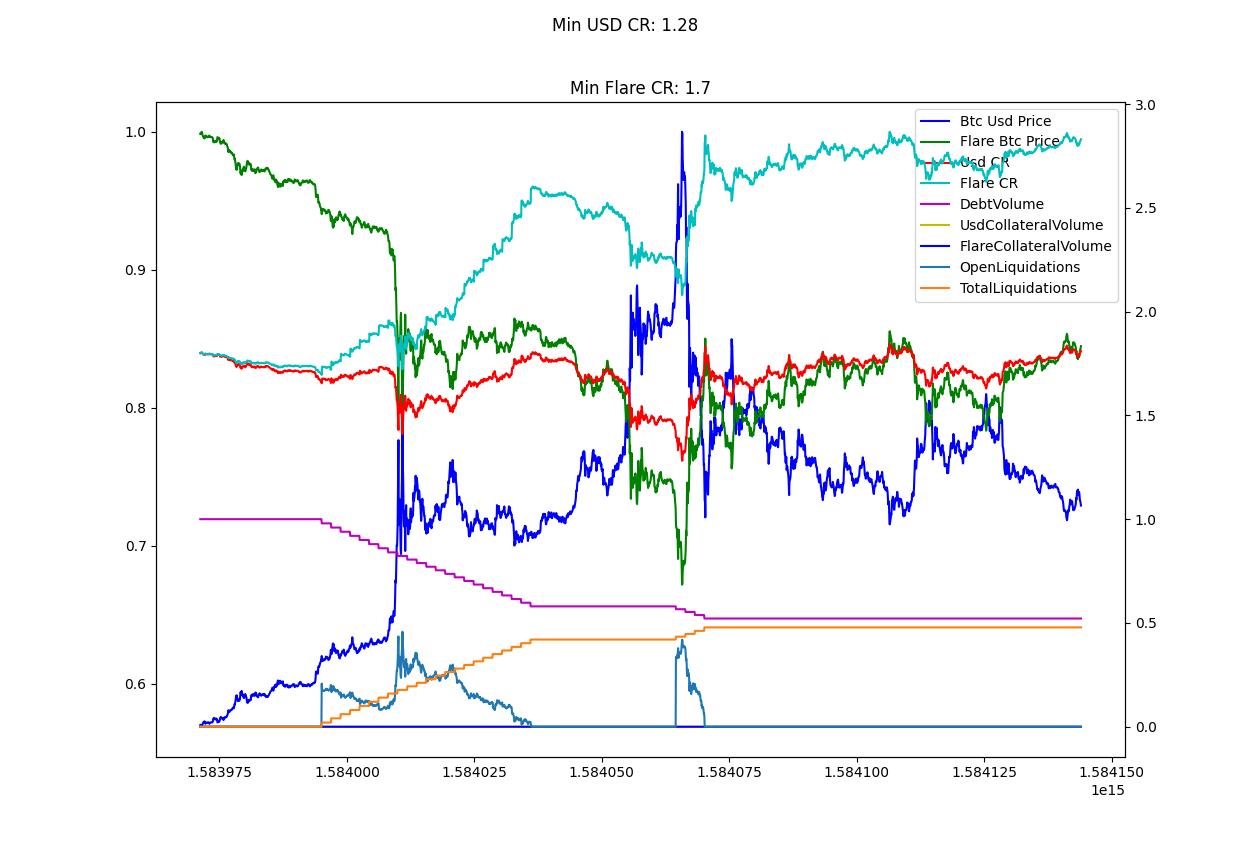 Min USD CR: 1.28
Min Flare CR: 1.7
Btc Usd Price
Flare Btc Price
Usd CR
Flare CR
DebtVolume
UsdCollateralVolume
FlareCollateralVolume
OpenLiquidations
TotalLiquidations
1.0
0.9
0.8
0.7
0.6
3.0
2.5
2.0
1.5
1.0
0.5
0.0
1.583975 1.584000 1.584025 1.584050 1.584075 1.584100 1.584125 1.584150
1e15